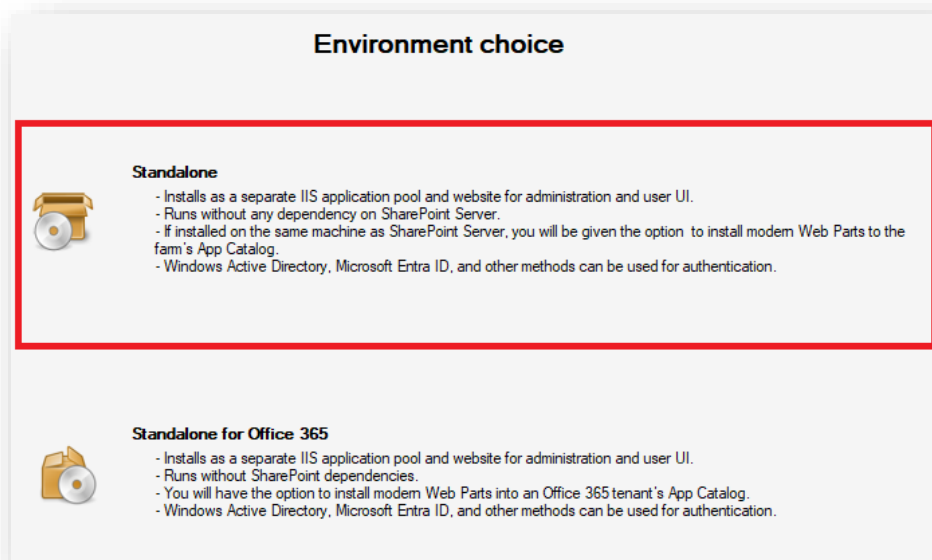 Environment choice
Standalone
- Installs as a separate IIS application pool and website for administration and user UI.
- Runs without any dependency on SharePoint Server.
- If installed on the same machine as SharePoint Server, you will be given the option to install modern Web Parts to the
farm's App Catalog.
- Windows Active Directory, Microsoft Entra ID, and other methods can be used for authentication.
Standalone for Office 365
- Installs as a separate IIS application pool and website for administration and user UI.
- Runs without SharePoint dependencies.
- You will have the option to install modern Web Parts into an Office 365 tenant's App Catalog.
- Windows Active Directory, Microsoft Entra ID, and other methods can be used for authentication.